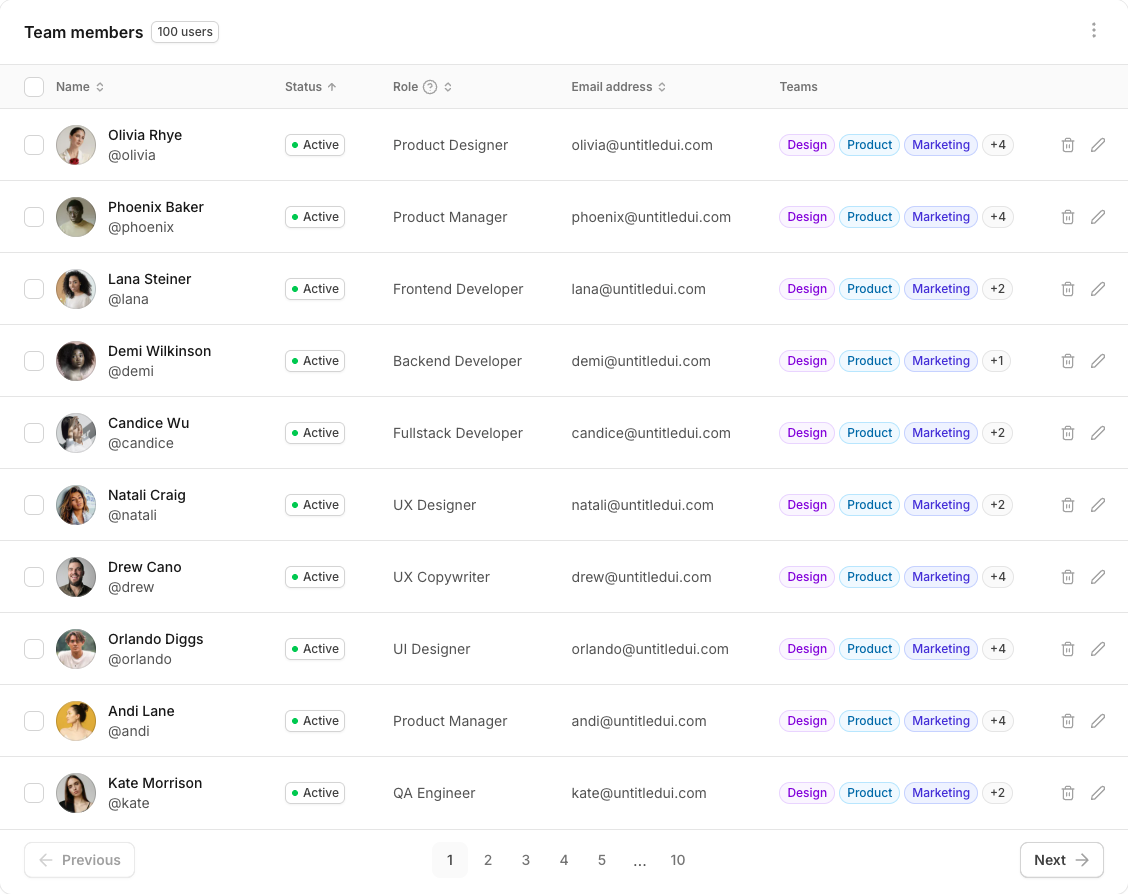 Team members 100 users
Name Status Role Email address Teams
Olivia Rhye
@olivia
Active Product Designer olivia@untitledui.com Design Product Marketing +4
Phoenix Baker
@phoenix
Active Product Manager phoenix@untitledui.com Design Product Marketing +4
Lana Steiner
@lana
Active Frontend Developer lana@untitledui.com Design Product Marketing +2
Demi Wilkinson
@demi
Active Backend Developer demi@untitledui.com Design Product Marketing +1
Candice Wu
@candice
Active Fullstack Developer candice@untitledui.com Design Product Marketing +2
Natali Craig
@natali
Active UX Designer natali@untitledui.com Design Product Marketing +2
Drew Cano
@drew
Active UX Copywriter drew@untitledui.com Design Product Marketing +4
Orlando Diggs
@orlando
Active UI Designer orlando@untitledui.com Design Product Marketing +4
Andi Lane
@andi
Active Product Manager andi@untitledui.com Design Product Marketing +4
Kate Morrison
@kate
Active QA Engineer kate@untitledui.com Design Product Marketing +2
Previous 1 2 3 4 5 ... 10 Next